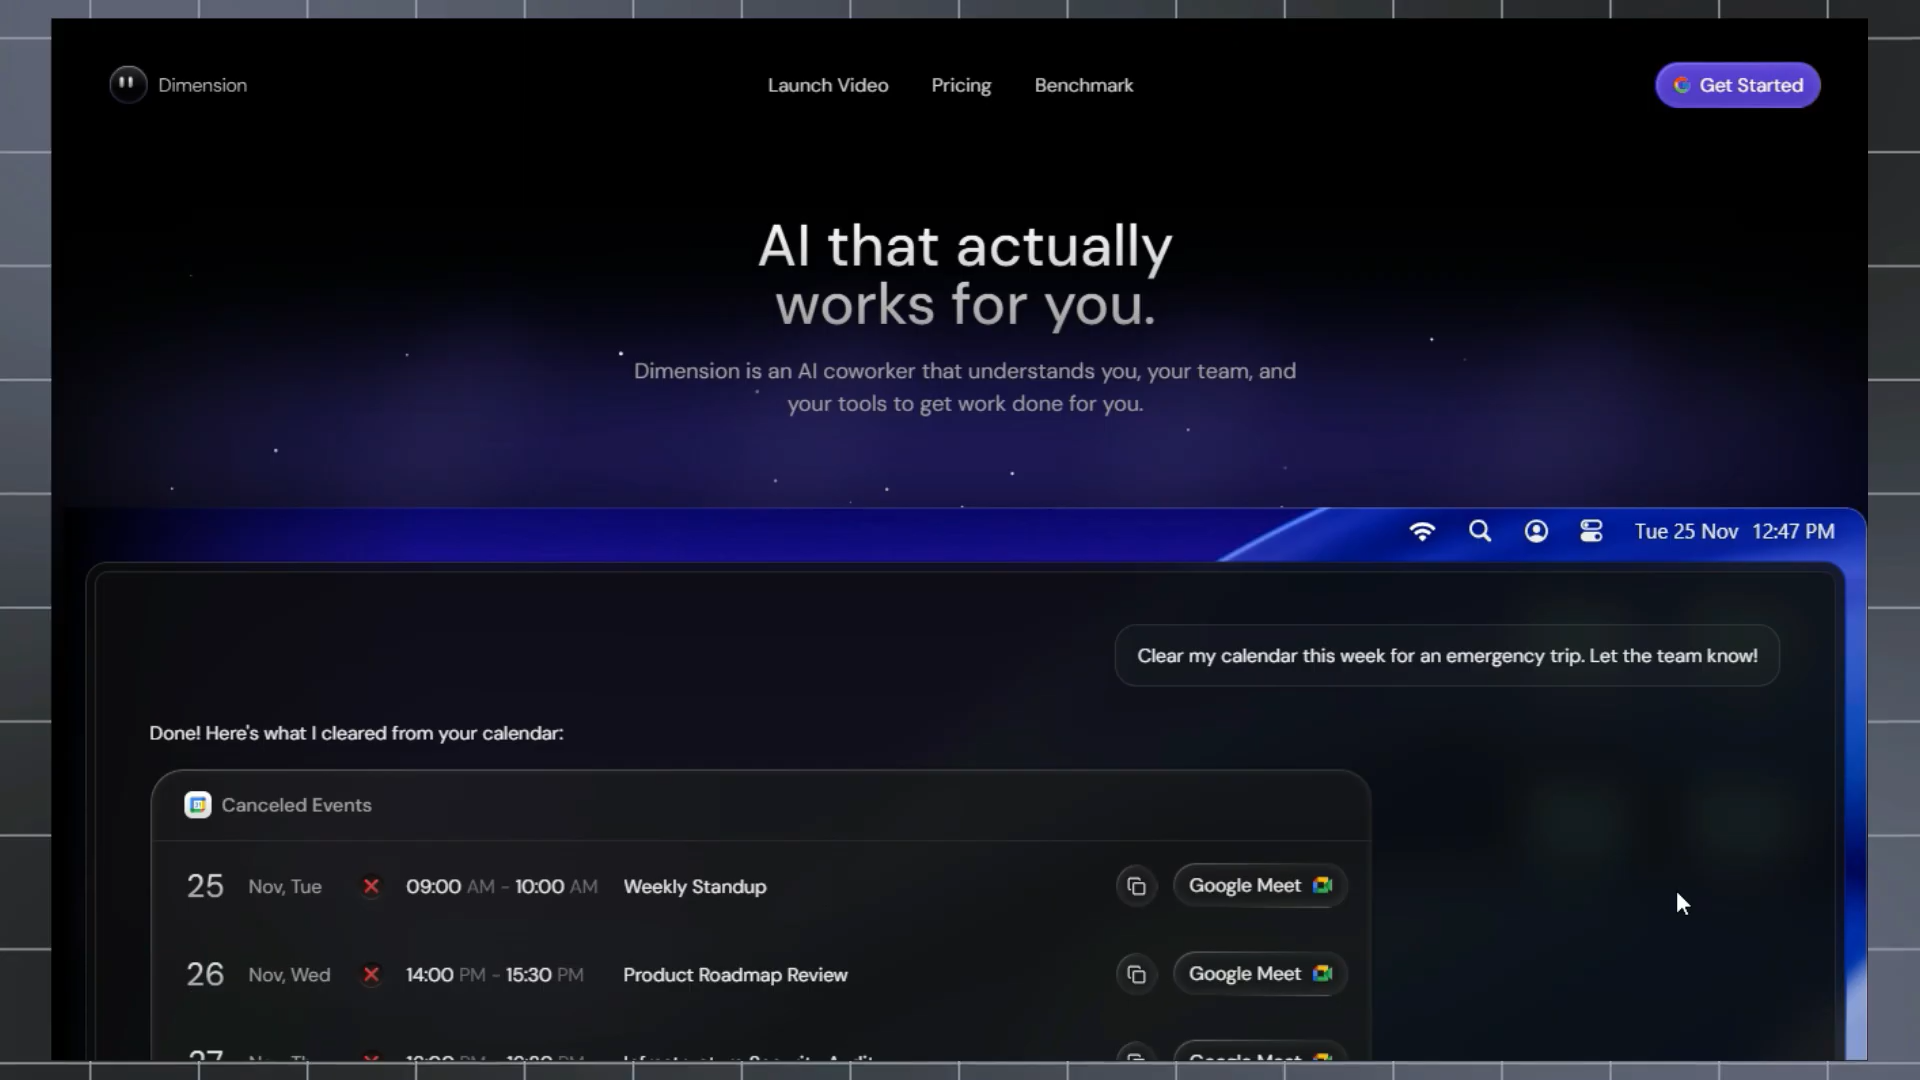 Dimension
Launch Video
Pricing
Benchmark
Get Started
AI that actually
works for you.
Dimension is an AI coworker that understands you, your team, and
your tools to get work done for you.
Tue 25 Nov 12:47 PM
Clear my calendar this week for an emergency trip. Let the team know!
Done! Here's what I cleared from your calendar:
Canceled Events
25 Nov, Tue 09:00 AM - 10:00 AM Weekly Standup Google Meet
26 Nov, Wed 14:00 PM - 15:30 PM Product Roadmap Review Google Meet
27 Google Meet